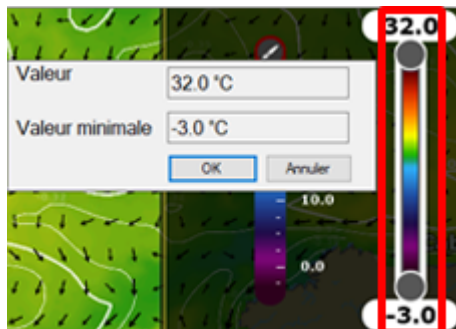 32.0
Valeur
32.0 °C
Valeur minimale
-3.0 °C
OK
Annuler
10.0
0.0
-3.0